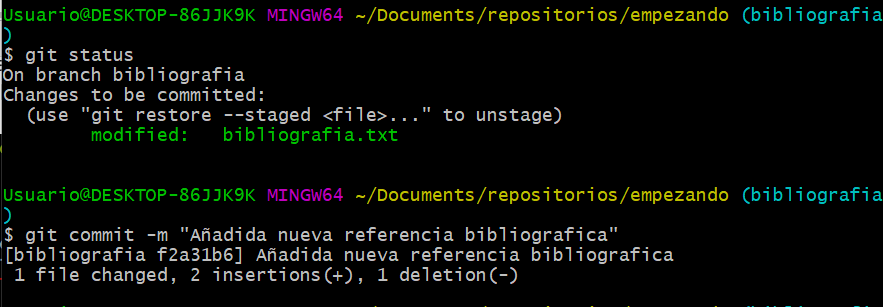 Usuario@DESKTOP-86JJK9K MINGW64 ~/Documents/repositorios/empezando (bibliografia
)
$ git status
On branch bibliografia
Changes to be committed:
  (use "git restore --staged <file>..." to unstage)
        modified:   bibliografia.txt
Usuario@DESKTOP-86JJK9K MINGW64 ~/Documents/repositorios/empezando (bibliografia
)
$ git commit -m "Añadida nueva referencia bibliografica"
[bibliografia f2a31b6] Añadida nueva referencia bibliografica
 1 file changed, 2 insertions(+), 1 deletion(-)